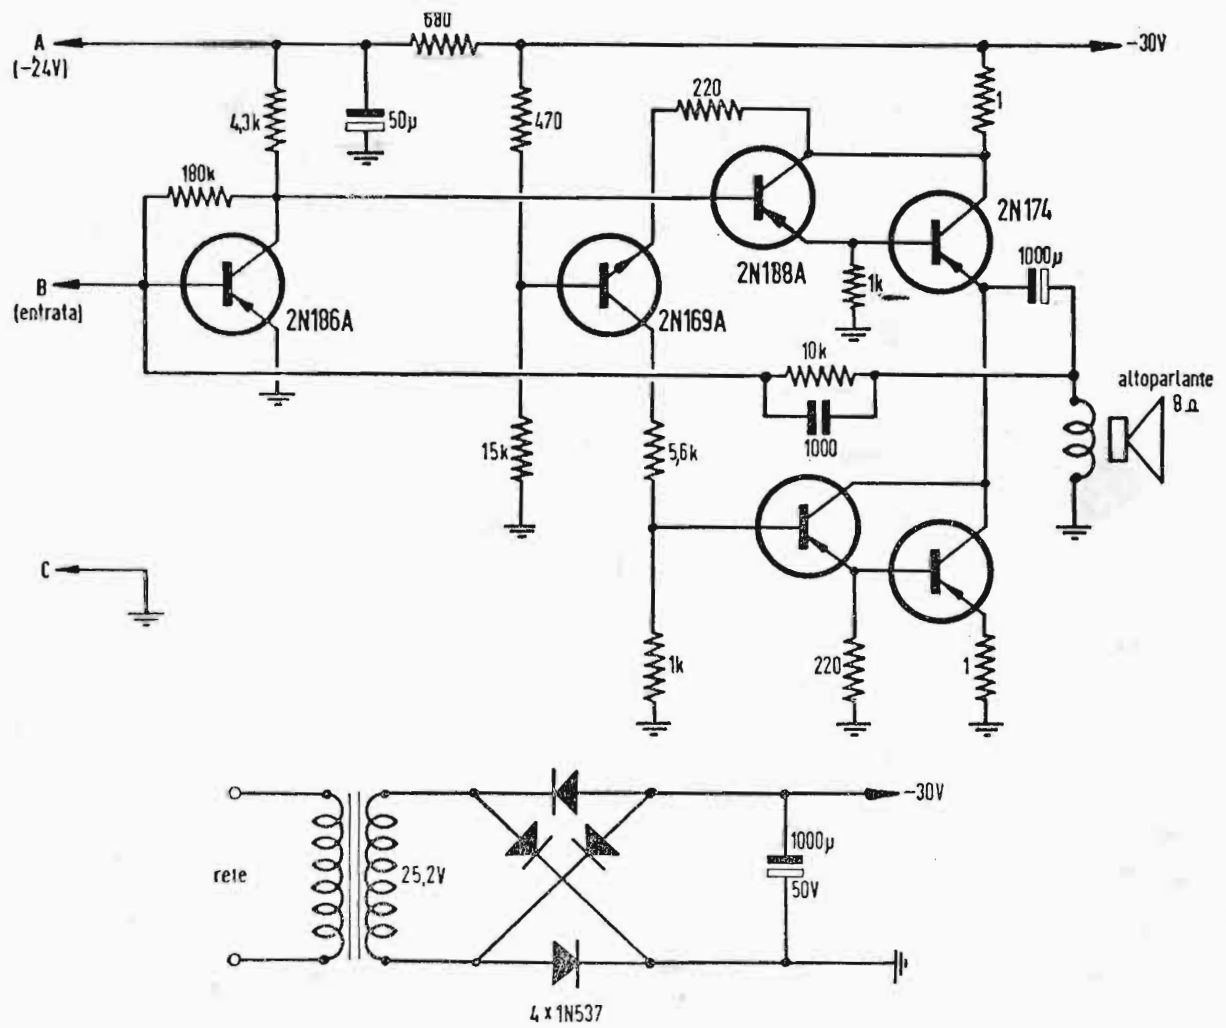 680
A
(-24V)
-30V
4,3k
50µ
470
220
1
180k
2N174
1000µ
2N188A
1k
B
(entrata)
2N186A
2N169A
10k
altoparlante
8Ω
1000
15k
5,6k
C
1k
220
1
-30V
1000µ
rete
25,2V
50V
4 x 1N537